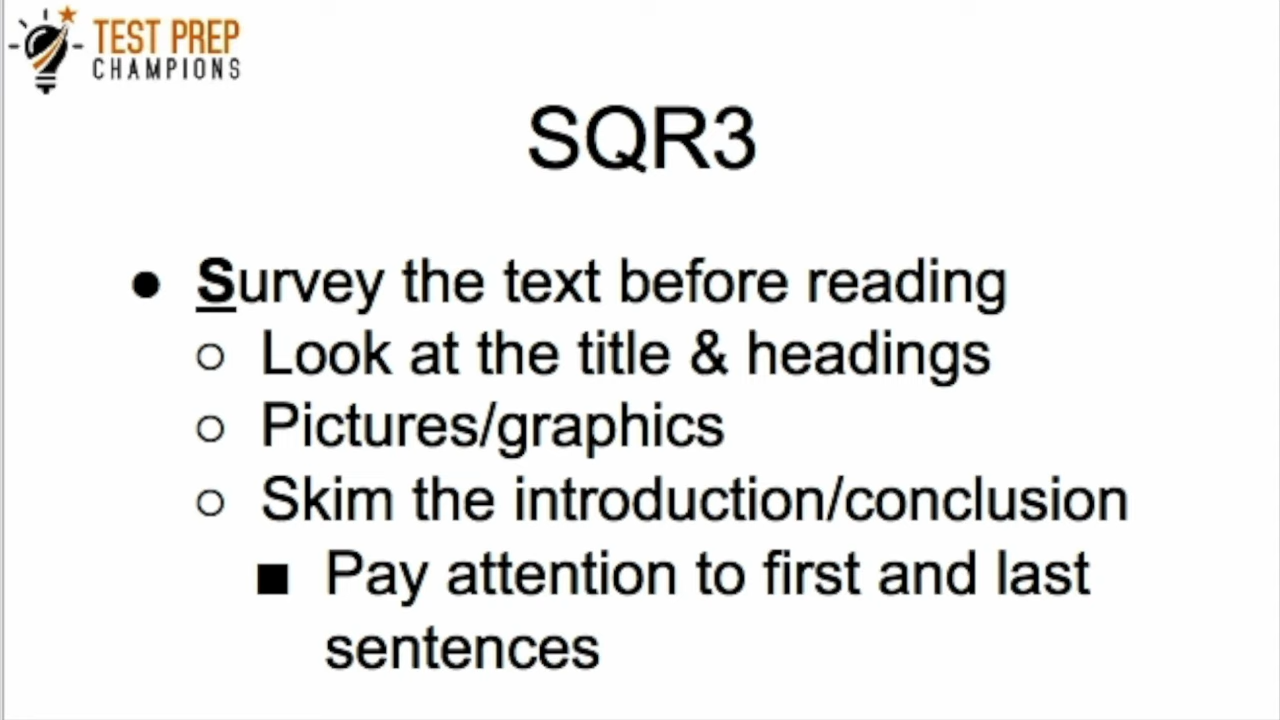 TEST PREP
CHAMPIONS
SQR3
● Survey the text before reading
○ Look at the title & headings
○ Pictures/graphics
○ Skim the introduction/conclusion
■ Pay attention to first and last
sentences